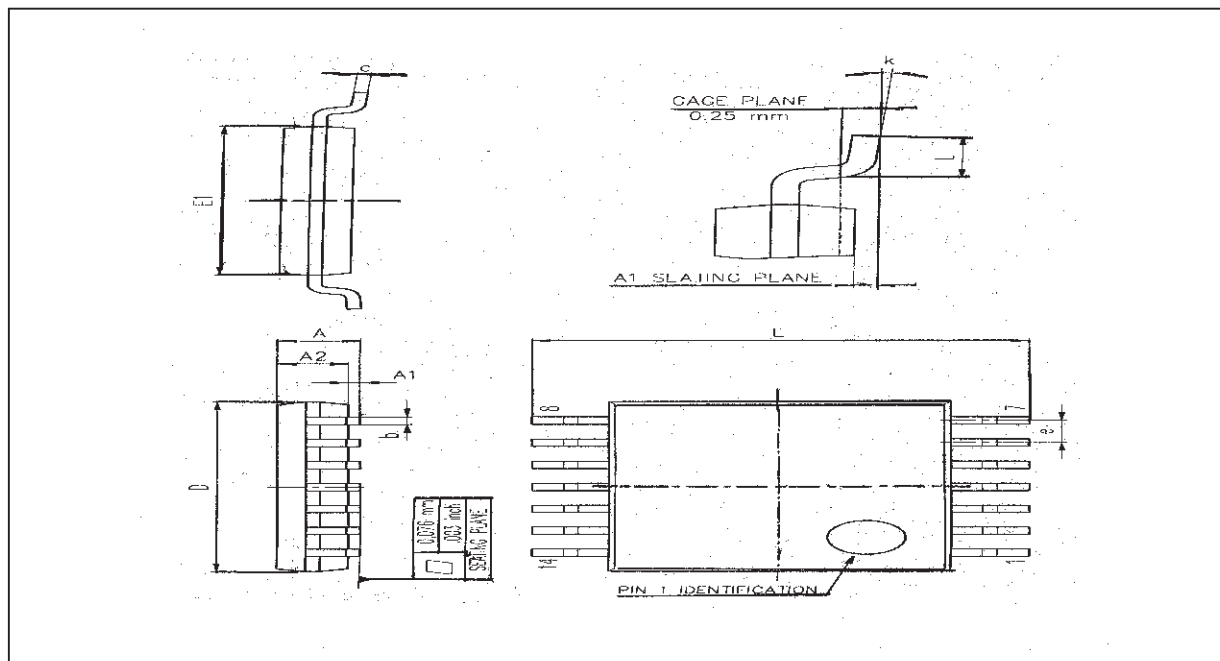 c
k
GAGE PLANE
0.25 mm
L
E1
A1 SLATING PLANE
A
A2
A1
b
D
0.076 mm
.003 inch
SEATING PLANE
L
8
7
e
14
1
PIN 1 IDENTIFICATION